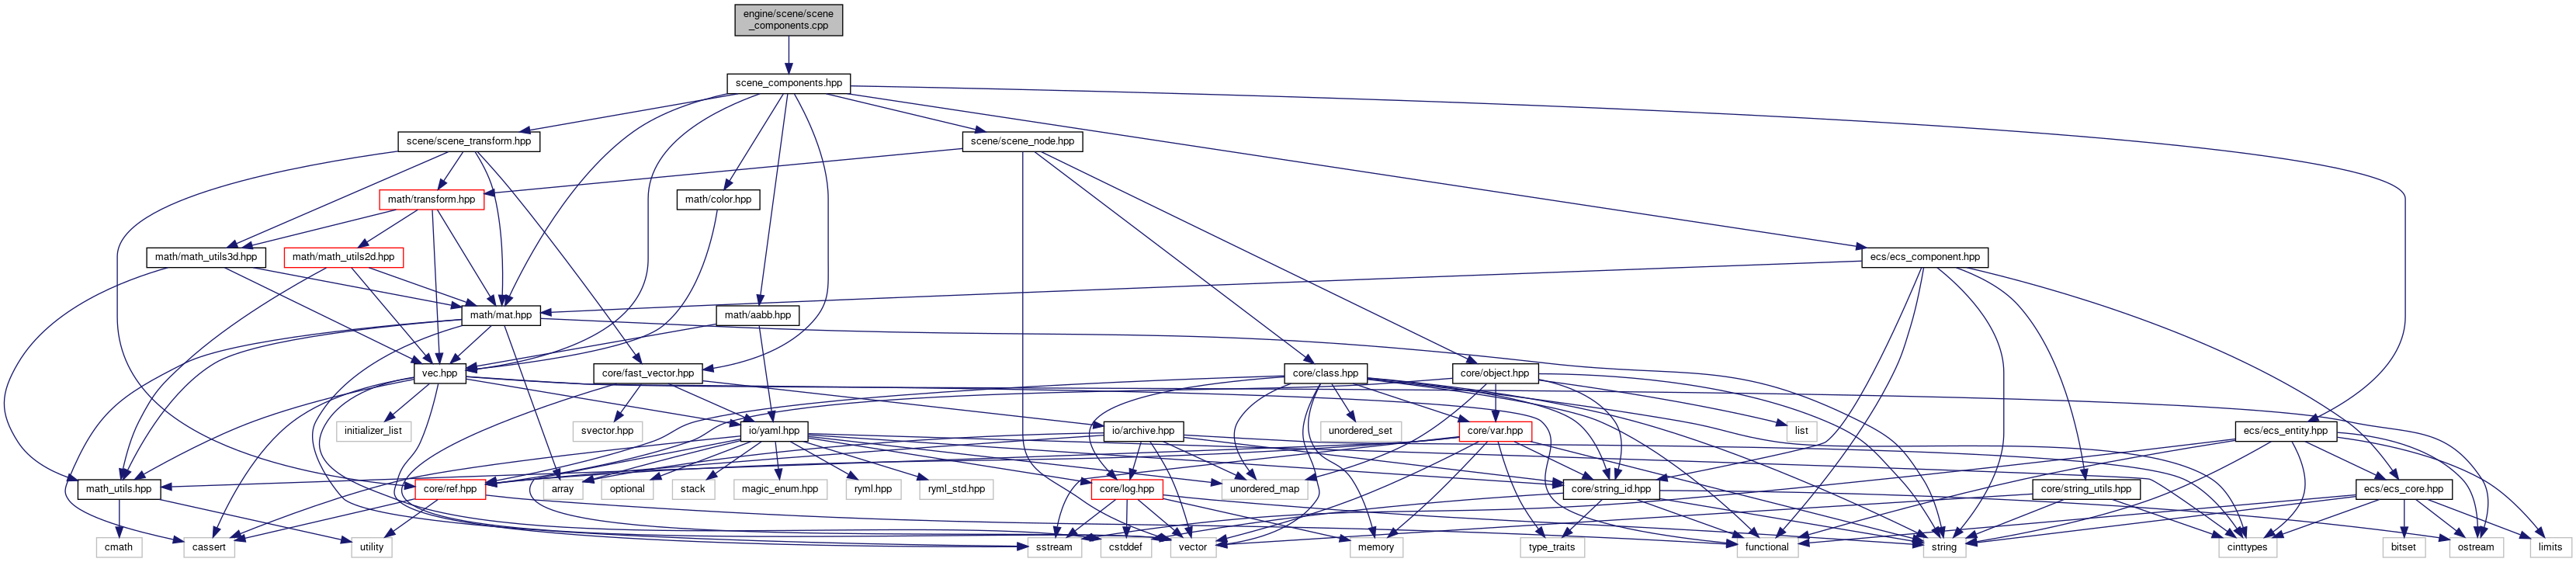 engine/scene/scene
_components.cpp
scene_components.hpp
scene/scene_transform.hpp
scene/scene_node.hpp
math/transform.hpp
math/color.hpp
math/math_utils3d.hpp
math/math_utils2d.hpp
ecs/ecs_component.hpp
math/mat.hpp
math/aabb.hpp
vec.hpp
core/fast_vector.hpp
core/class.hpp
core/object.hpp
initializer_list
svector.hpp
io/yaml.hpp
io/archive.hpp
unordered_set
core/var.hpp
list
ecs/ecs_entity.hpp
math_utils.hpp
core/ref.hpp
array
optional
stack
magic_enum.hpp
ryml.hpp
ryml_std.hpp
core/log.hpp
unordered_map
core/string_id.hpp
core/string_utils.hpp
ecs/ecs_core.hpp
cmath
cassert
utility
sstream
cstddef
vector
memory
type_traits
functional
string
cinttypes
bitset
ostream
limits